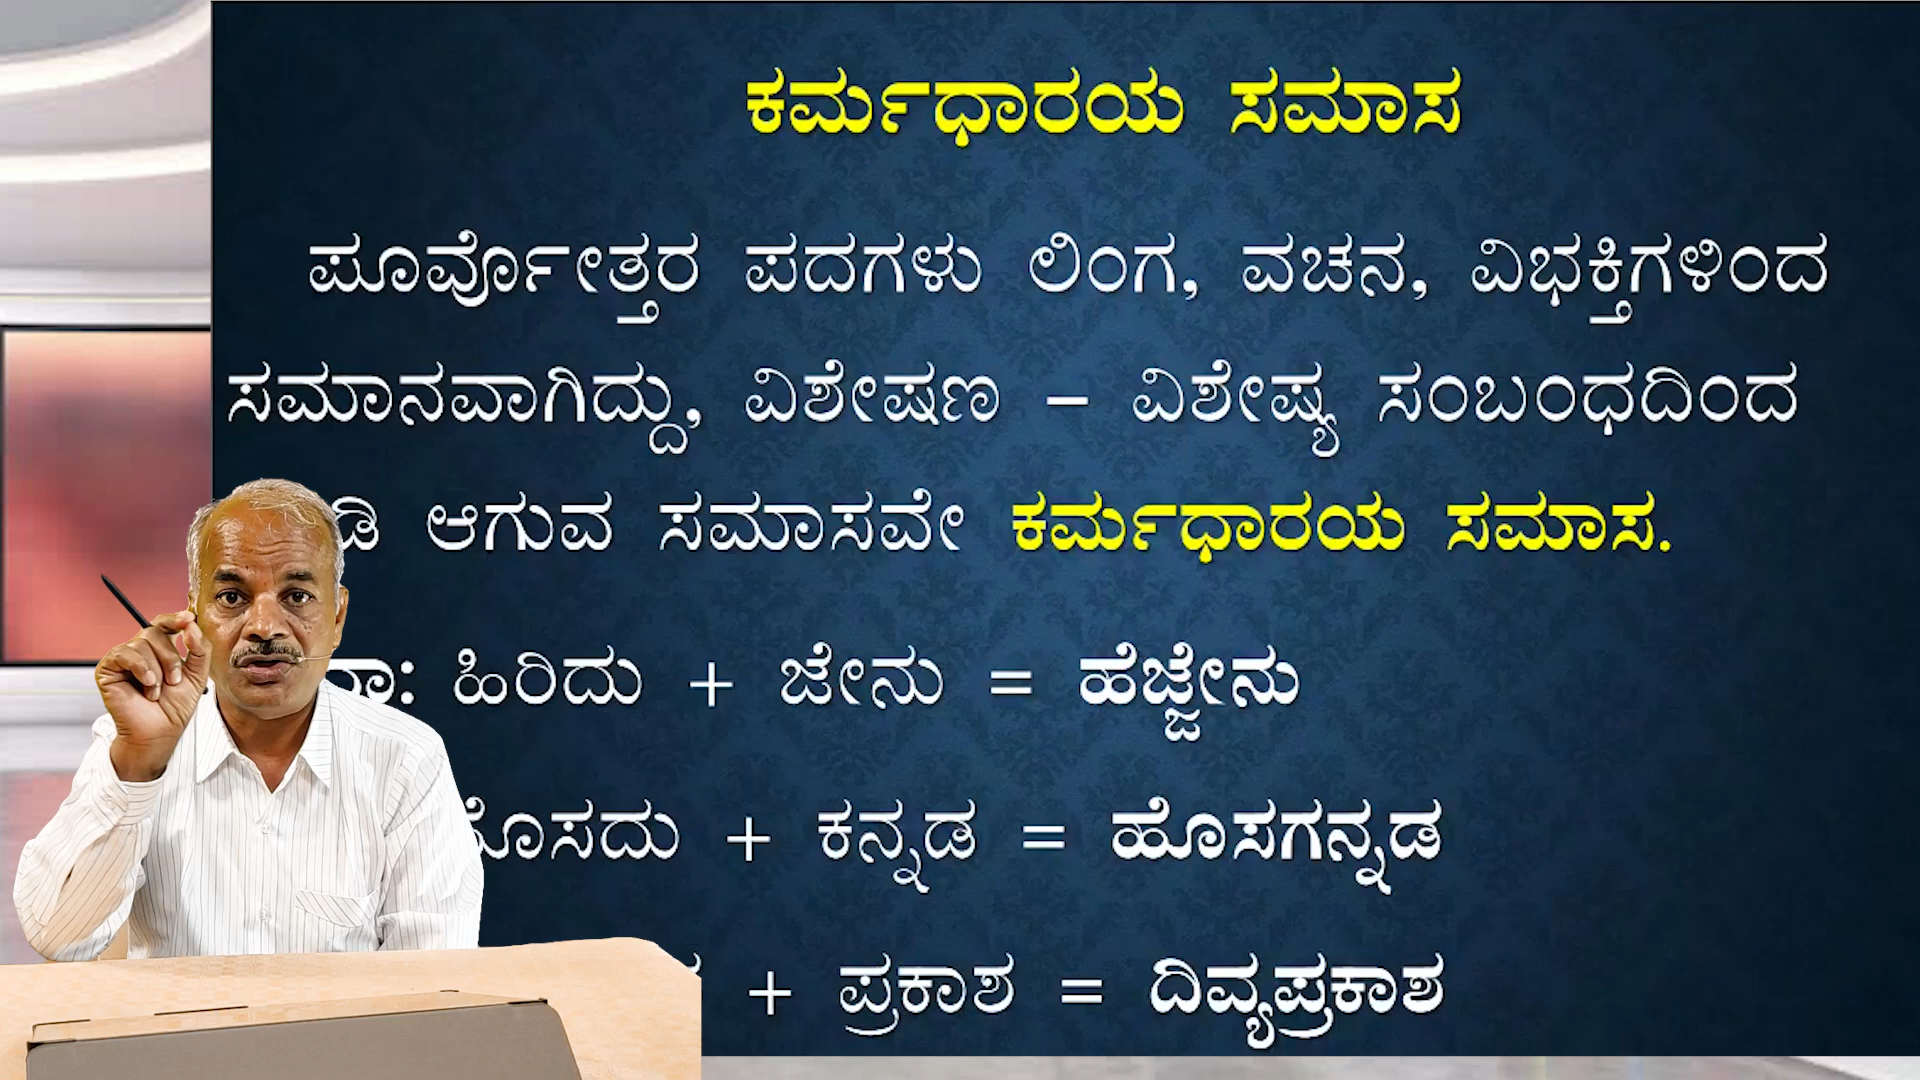 ಕರ್ಮಧಾರಯ ಸಮಾಸ
ಪೂರ್ವೋತ್ತರ ಪದಗಳು ಲಿಂಗ, ವಚನ, ವಿಭಕ್ತಿಗಳಿಂದ
ಸಮಾನವಾಗಿದ್ದು, ವಿಶೇಷಣ – ವಿಶೇಷ್ಯ ಸಂಬಂಧದಿಂದ
ಆಗುವ ಸಮಾಸವೇ ಕರ್ಮಧಾರಯ ಸಮಾಸ.
ಹಿರಿದು + ಜೇನು = ಹೆಜ್ಜೇನು
ಹೊಸದು + ಕನ್ನಡ = ಹೊಸಗನ್ನಡ
+ ಪ್ರಕಾಶ = ದಿವ್ಯಪ್ರಕಾಶ